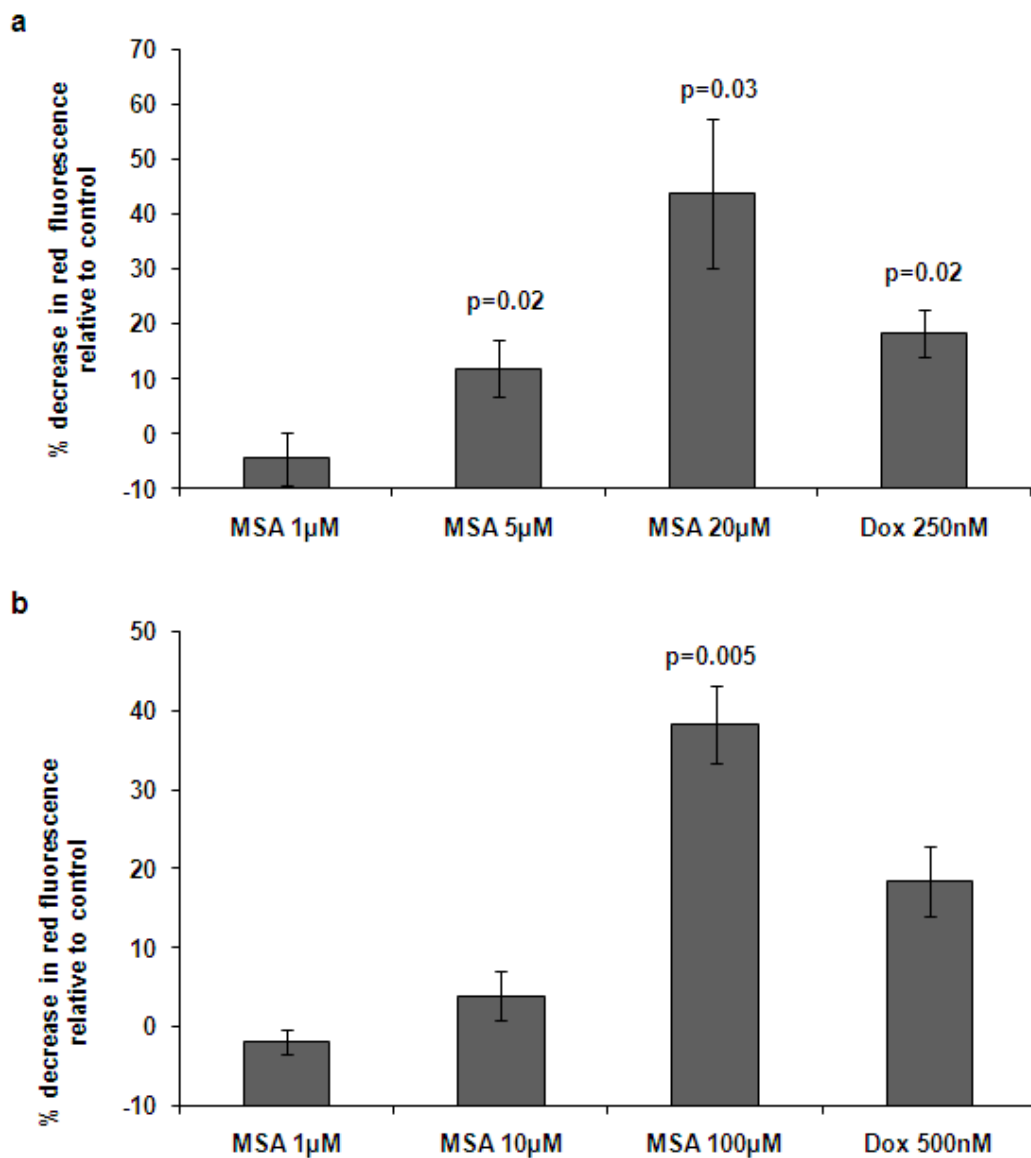 a
% decrease in red fluorescence
relative to control
70
60
50
40
30
20
10
0
-10
p=0.02
p=0.03
p=0.02
MSA 1µM MSA 5µM MSA 20µM Dox 250nM
b
% decrease in red fluorescence
relative to control
50
40
30
20
10
0
-10
p=0.005
MSA 1µM MSA 10µM MSA 100µM Dox 500nM